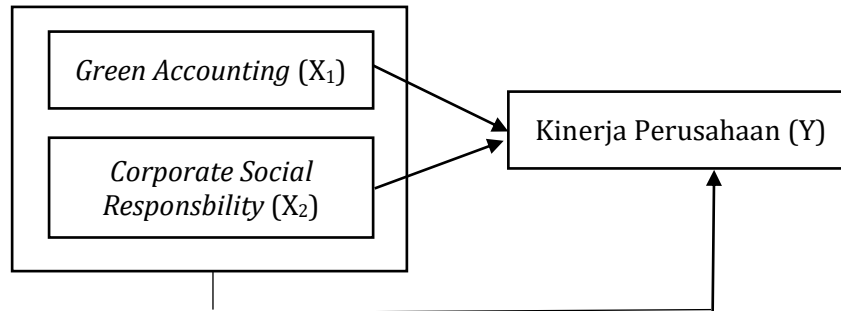 Green Accounting (X₁)
Kinerja Perusahaan (Y)
Corporate Social
Responsbility (X₂)